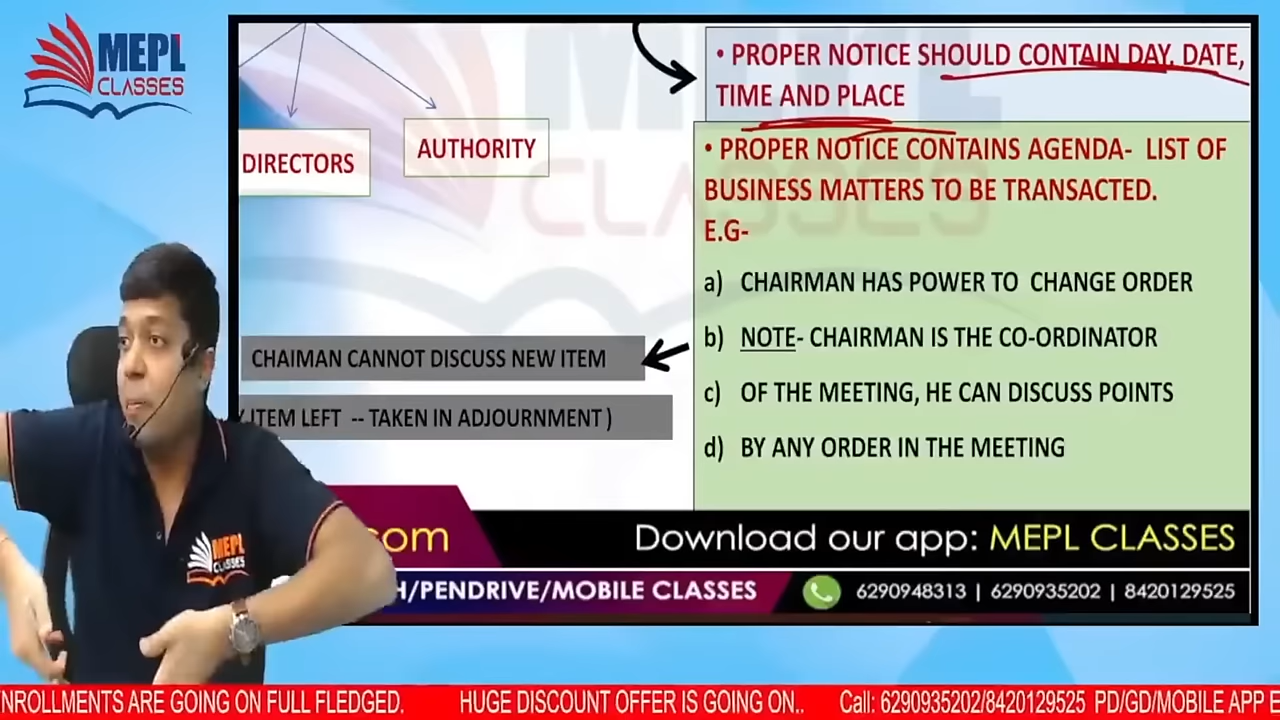 MEPL
CLASSES
• PROPER NOTICE SHOULD CONTAIN DAY, DATE,
TIME AND PLACE
DIRECTORS
AUTHORITY
• PROPER NOTICE CONTAINS AGENDA- LIST OF
BUSINESS MATTERS TO BE TRANSACTED.
E.G-
a) CHAIRMAN HAS POWER TO CHANGE ORDER
b) NOTE- CHAIRMAN IS THE CO-ORDINATOR
c) OF THE MEETING, HE CAN DISCUSS POINTS
d) BY ANY ORDER IN THE MEETING
CHAIMAN CANNOT DISCUSS NEW ITEM
ITEM LEFT -- TAKEN IN ADJOURNMENT )
MEPL
CLASSES
MEPL
CLASSES
.com
Download our app: MEPL CLASSES
H/PENDRIVE/MOBILE CLASSES
6290948313 | 6290935202 | 8420129525
NROLLMENTS ARE GOING ON FULL FLEDGED. HUGE DISCOUNT OFFER IS GOING ON.. Call: 6290935202/8420129525 PD/GD/MOBILE APP E